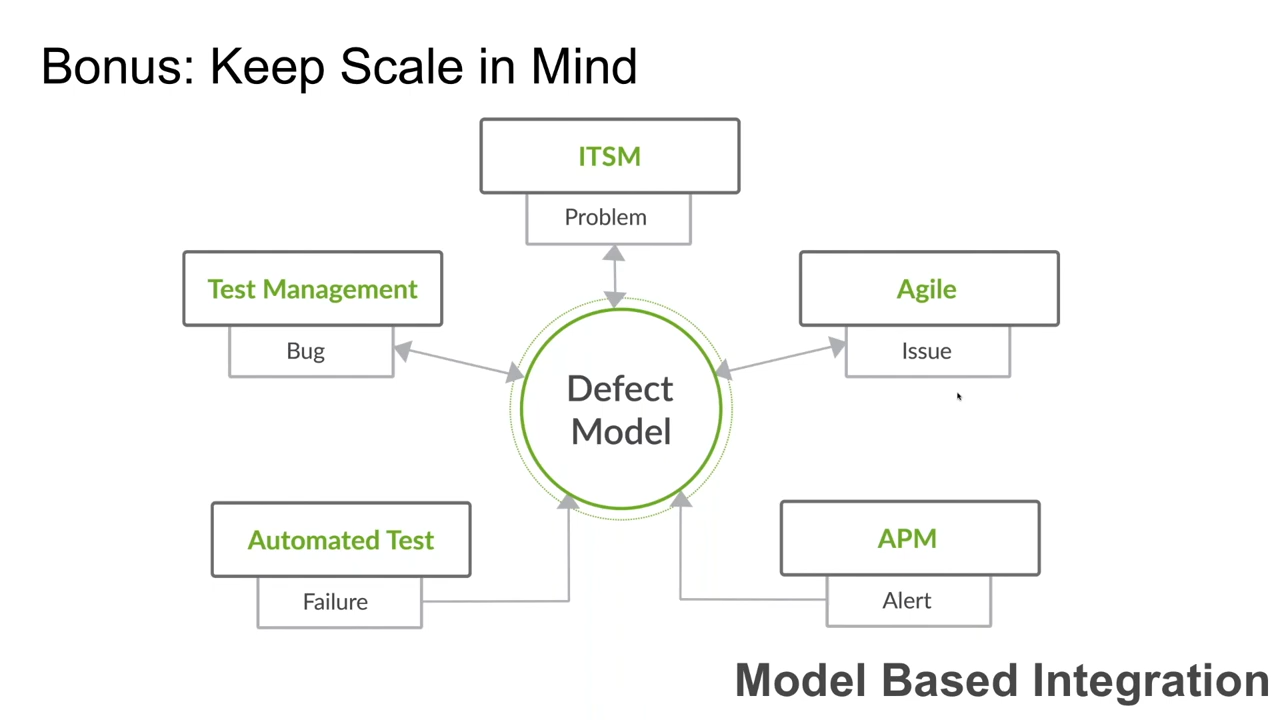 Bonus: Keep Scale in Mind
ITSM
Problem
Test Management
Bug
Agile
Issue
Defect
Model
Automated Test
Failure
APM
Alert
Model Based Integration